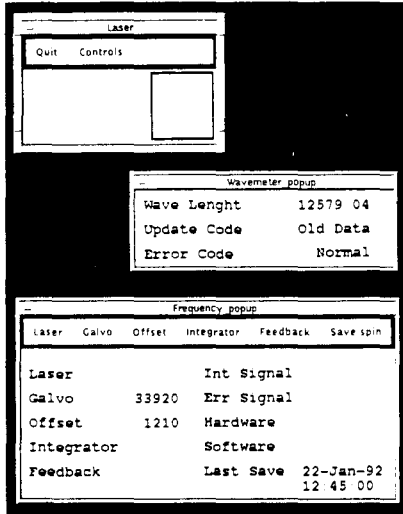 Laser
Quit Controls
Wavemeter popup
Wave Lenght 12579 04
Update Code Old Data
Error Code Normal
Frequency popup
Laser Galvo Offset Integrator Feedback Save spin
Laser Int Signal
Galvo 33920 Err Signal
Offset 1210 Hardware
Integrator Software
Feedback Last Save 22-Jan-92
12:45:00